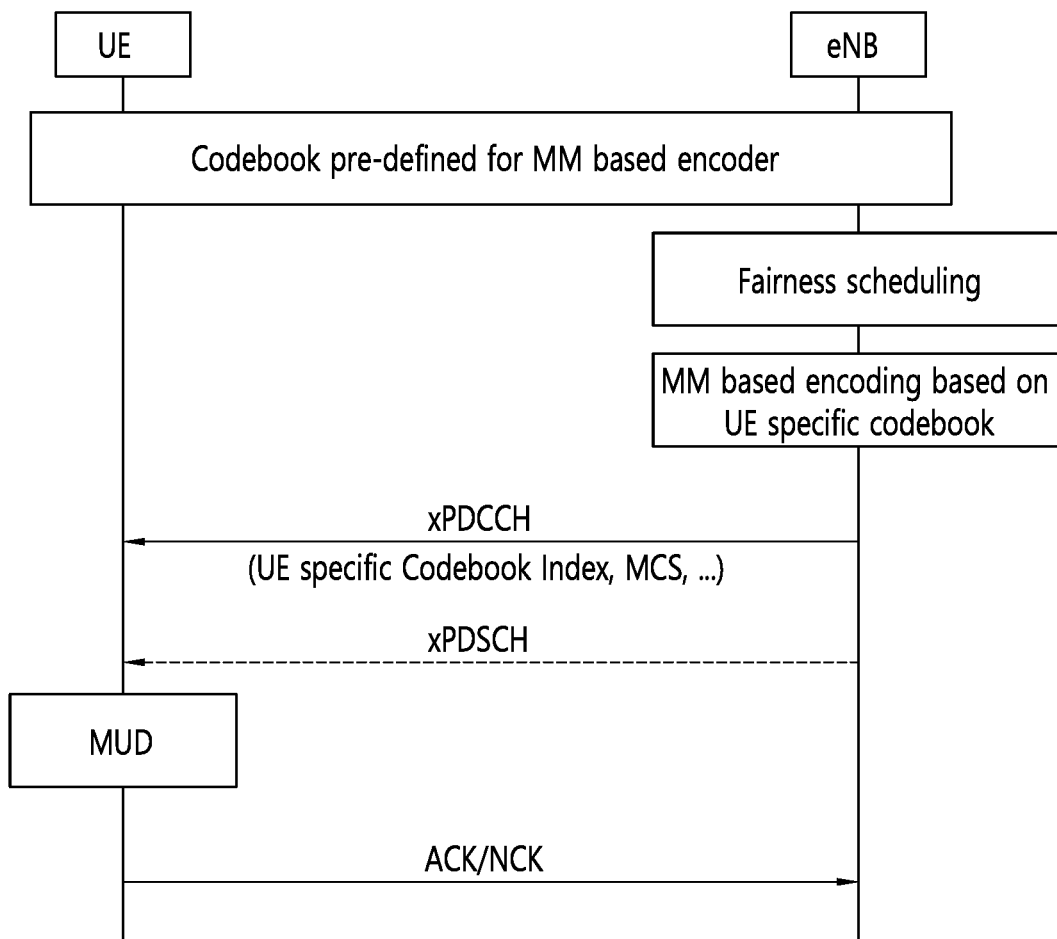 UE
eNB
Codebook pre-defined for MM based encoder
Fairness scheduling
MM based encoding based on
UE specific codebook
xPDCCH
(UE specific Codebook Index, MCS, ...)
xPDSCH
MUD
ACK/NCK